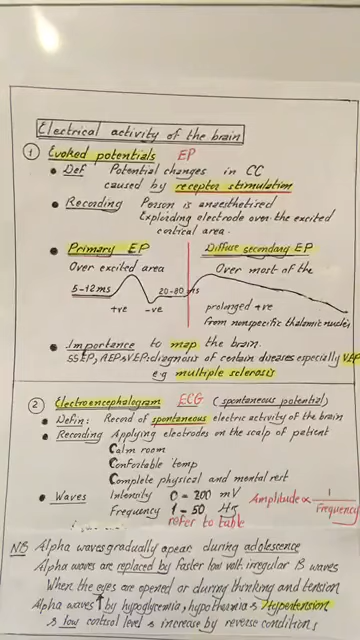 Electrical activity of the brain
① Evoked potentials EP
• Def Potential changes in CC
caused by receptor stimulation
• Recording Person is anaesthetised
Exploiding electrode over the excited
cortical area.
• Primary EP Diffuse secondary EP
Over excited area Over most of the
5-12 ms 20-80 ms
+ve -ve prolonged +ve
From nonspecific thalamic nuclei
• Importance to map the brain.
SSEP, AEP & VEP: diagnosis of certain diseases especially VEP
e.g multiple sclerosis
② Electroencephalogram ECG (spontaneous potential)
• Defin: Record of spontaneous electric activity of the brain
• Recording Applying electrodes on the scalp of patient
Calm room
Confortable temp
Complete physical and mental rest
• Waves Intensity 0-200 mV Amplitude ∝ 1/Frequency
Frequency 1-50 Hz
refer to table
NB Alpha waves gradually apear during adolescence
Alpha waves are replaced by faster low volt. irregular B waves
When the eyes are opened or during thinking and tension
Alpha waves ↑ by hypoglycemia, hypothermia & Hypertension
& low cortisol level & increase by reverse conditions